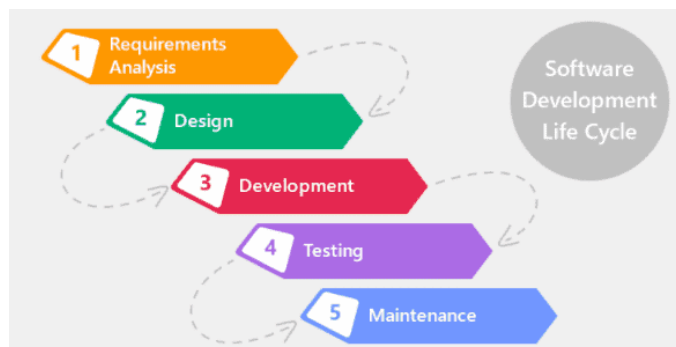 1
Requirements
Analysis
2
Design
3
Development
4
Testing
5
Maintenance
Software
Development
Life Cycle